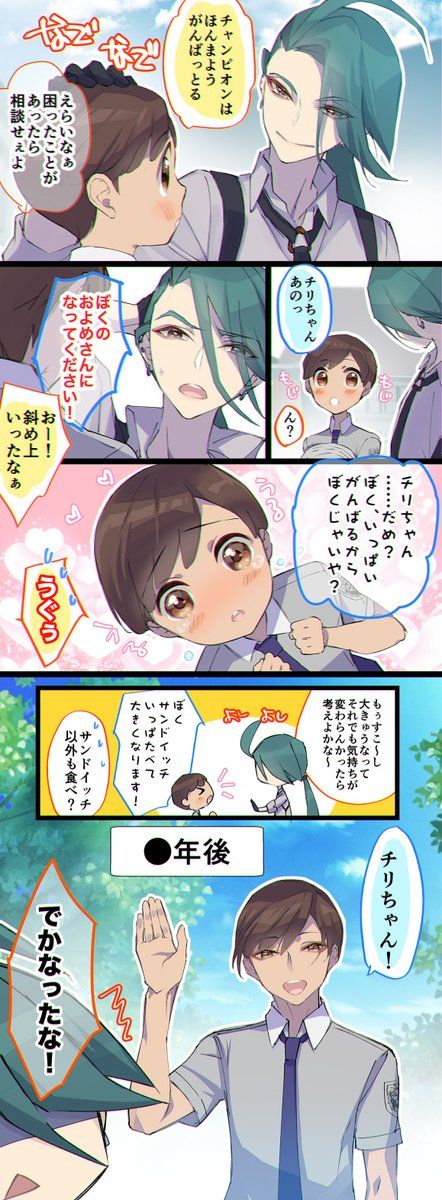 なでなで
チャンピオンは
ほんまよう
がんばっとる
えらいなぁ
困ったことが
あったら
相談せぇよ
チリちゃん
あのっ
もじ
もじ
ん?
ぼくの
およめさんに
なってください!
おー!
斜め上
いったなぁ
チリちゃん
……だめ?
ぼく、いっぱい
がんばるから
ぼくじゃいや?
うぐぅ
もぅすこ〜し
大きゅうなって
それでも気持ちが
変わらんかったら
考えよかな〜
よしよし
ぼく
サンドイッチ
いっぱいたべて
大きくなります!
サンドイッチ
以外も食べ?
●年後
チリちゃん!
でかなったな!